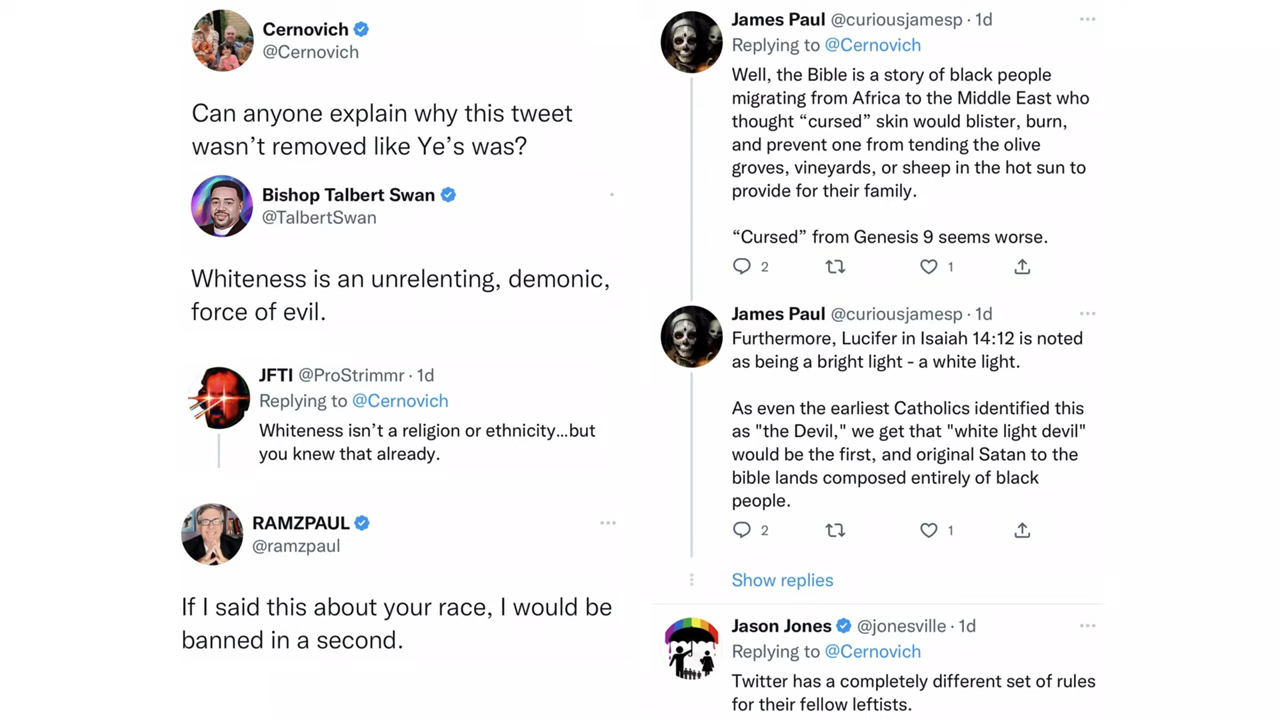 Cernovich
@Cernovich
Can anyone explain why this tweet
wasn’t removed like Ye’s was?
Bishop Talbert Swan
@TalbertSwan
Whiteness is an unrelenting, demonic,
force of evil.
JFTI @ProStrimmr · 1d
Replying to @Cernovich
Whiteness isn’t a religion or ethnicity...but
you knew that already.
RAMZPAUL
@ramzpaul
If I said this about your race, I would be
banned in a second.
James Paul @curiousjamesp · 1d
Replying to @Cernovich
Well, the Bible is a story of black people
migrating from Africa to the Middle East who
thought “cursed” skin would blister, burn,
and prevent one from tending the olive
groves, vineyards, or sheep in the hot sun to
provide for their family.
“Cursed” from Genesis 9 seems worse.
2 1
James Paul @curiousjamesp · 1d
Furthermore, Lucifer in Isaiah 14:12 is noted
as being a bright light - a white light.
As even the earliest Catholics identified this
as "the Devil," we get that "white light devil"
would be the first, and original Satan to the
bible lands composed entirely of black
people.
2 1
Show replies
Jason Jones @jonesville · 1d
Replying to @Cernovich
Twitter has a completely different set of rules
for their fellow leftists.